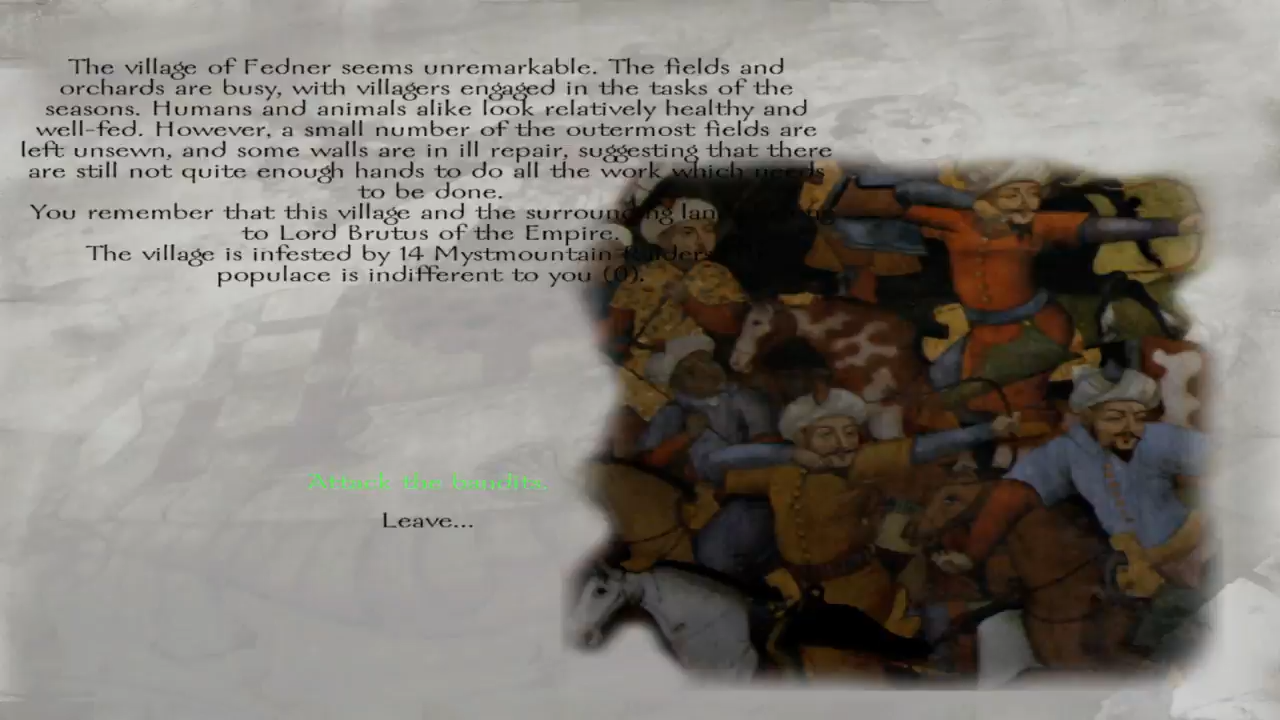 The village of Fedner seems unremarkable. The fields and
orchards are busy, with villagers engaged in the tasks of the
seasons. Humans and animals alike look relatively healthy and
well-fed. However, a small number of the outermost fields are
left unsewn, and some walls are in ill repair, suggesting that there
are still not quite enough hands to do all the work which needs
to be done.
You remember that this village and the surrounding
to Lord Brutus of the Empire.
The village is infested by 14 Mystmountain Raiders.
populace is indifferent to you (0).
Attack the bandits.
Leave...